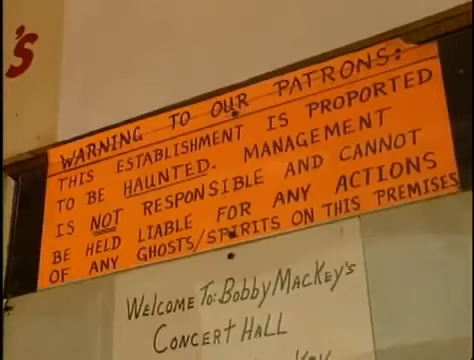 's
WARNING TO OUR PATRONS:
THIS ESTABLISHMENT IS PROPORTED
TO BE HAUNTED. MANAGEMENT
IS NOT RESPONSIBLE AND CANNOT
BE HELD LIABLE FOR ANY ACTIONS
OF ANY GHOSTS/SPIRITS ON THIS PREMISES
WELCOME TO: BOBBY MACKEY'S
CONCERT HALL